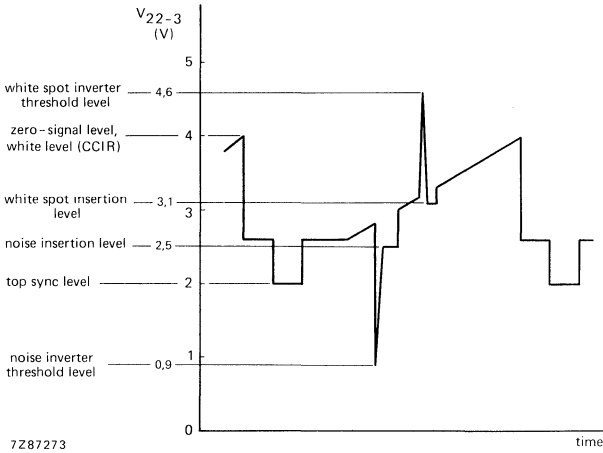 V22-3
(V)
5
white spot inverter
threshold level
4,6
zero-signal level,
white level (CCIR)
4
white spot insertion
level
3,1
3
noise insertion level
2,5
top sync level
2
1
noise inverter
threshold level
0,9
0
time
7Z87273